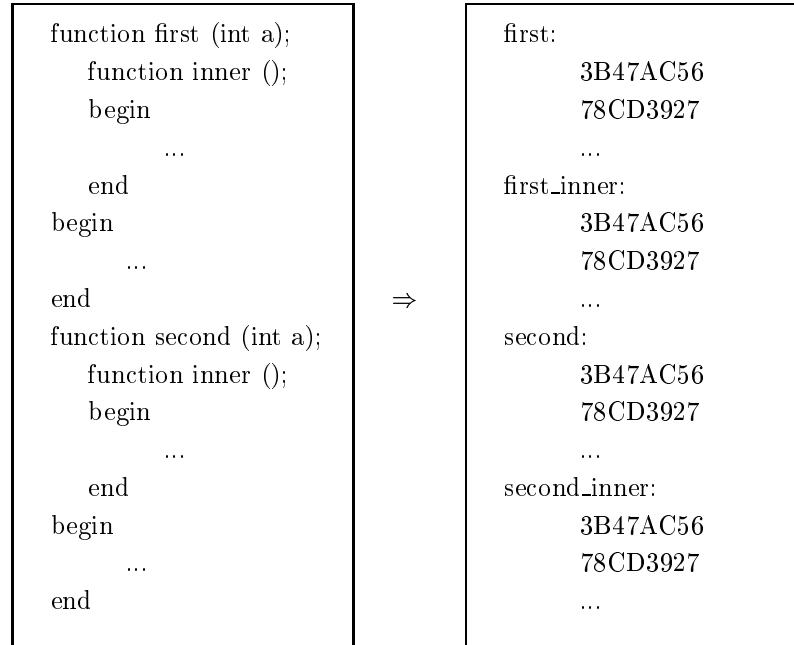 function first (int a);
function inner ();
begin
...
end
begin
...
end
function second (int a);
function inner ();
begin
...
end
begin
...
end
⇒
first:
3B47AC56
78CD3927
...
first_inner:
3B47AC56
78CD3927
...
second:
3B47AC56
78CD3927
...
second_inner:
3B47AC56
78CD3927
...